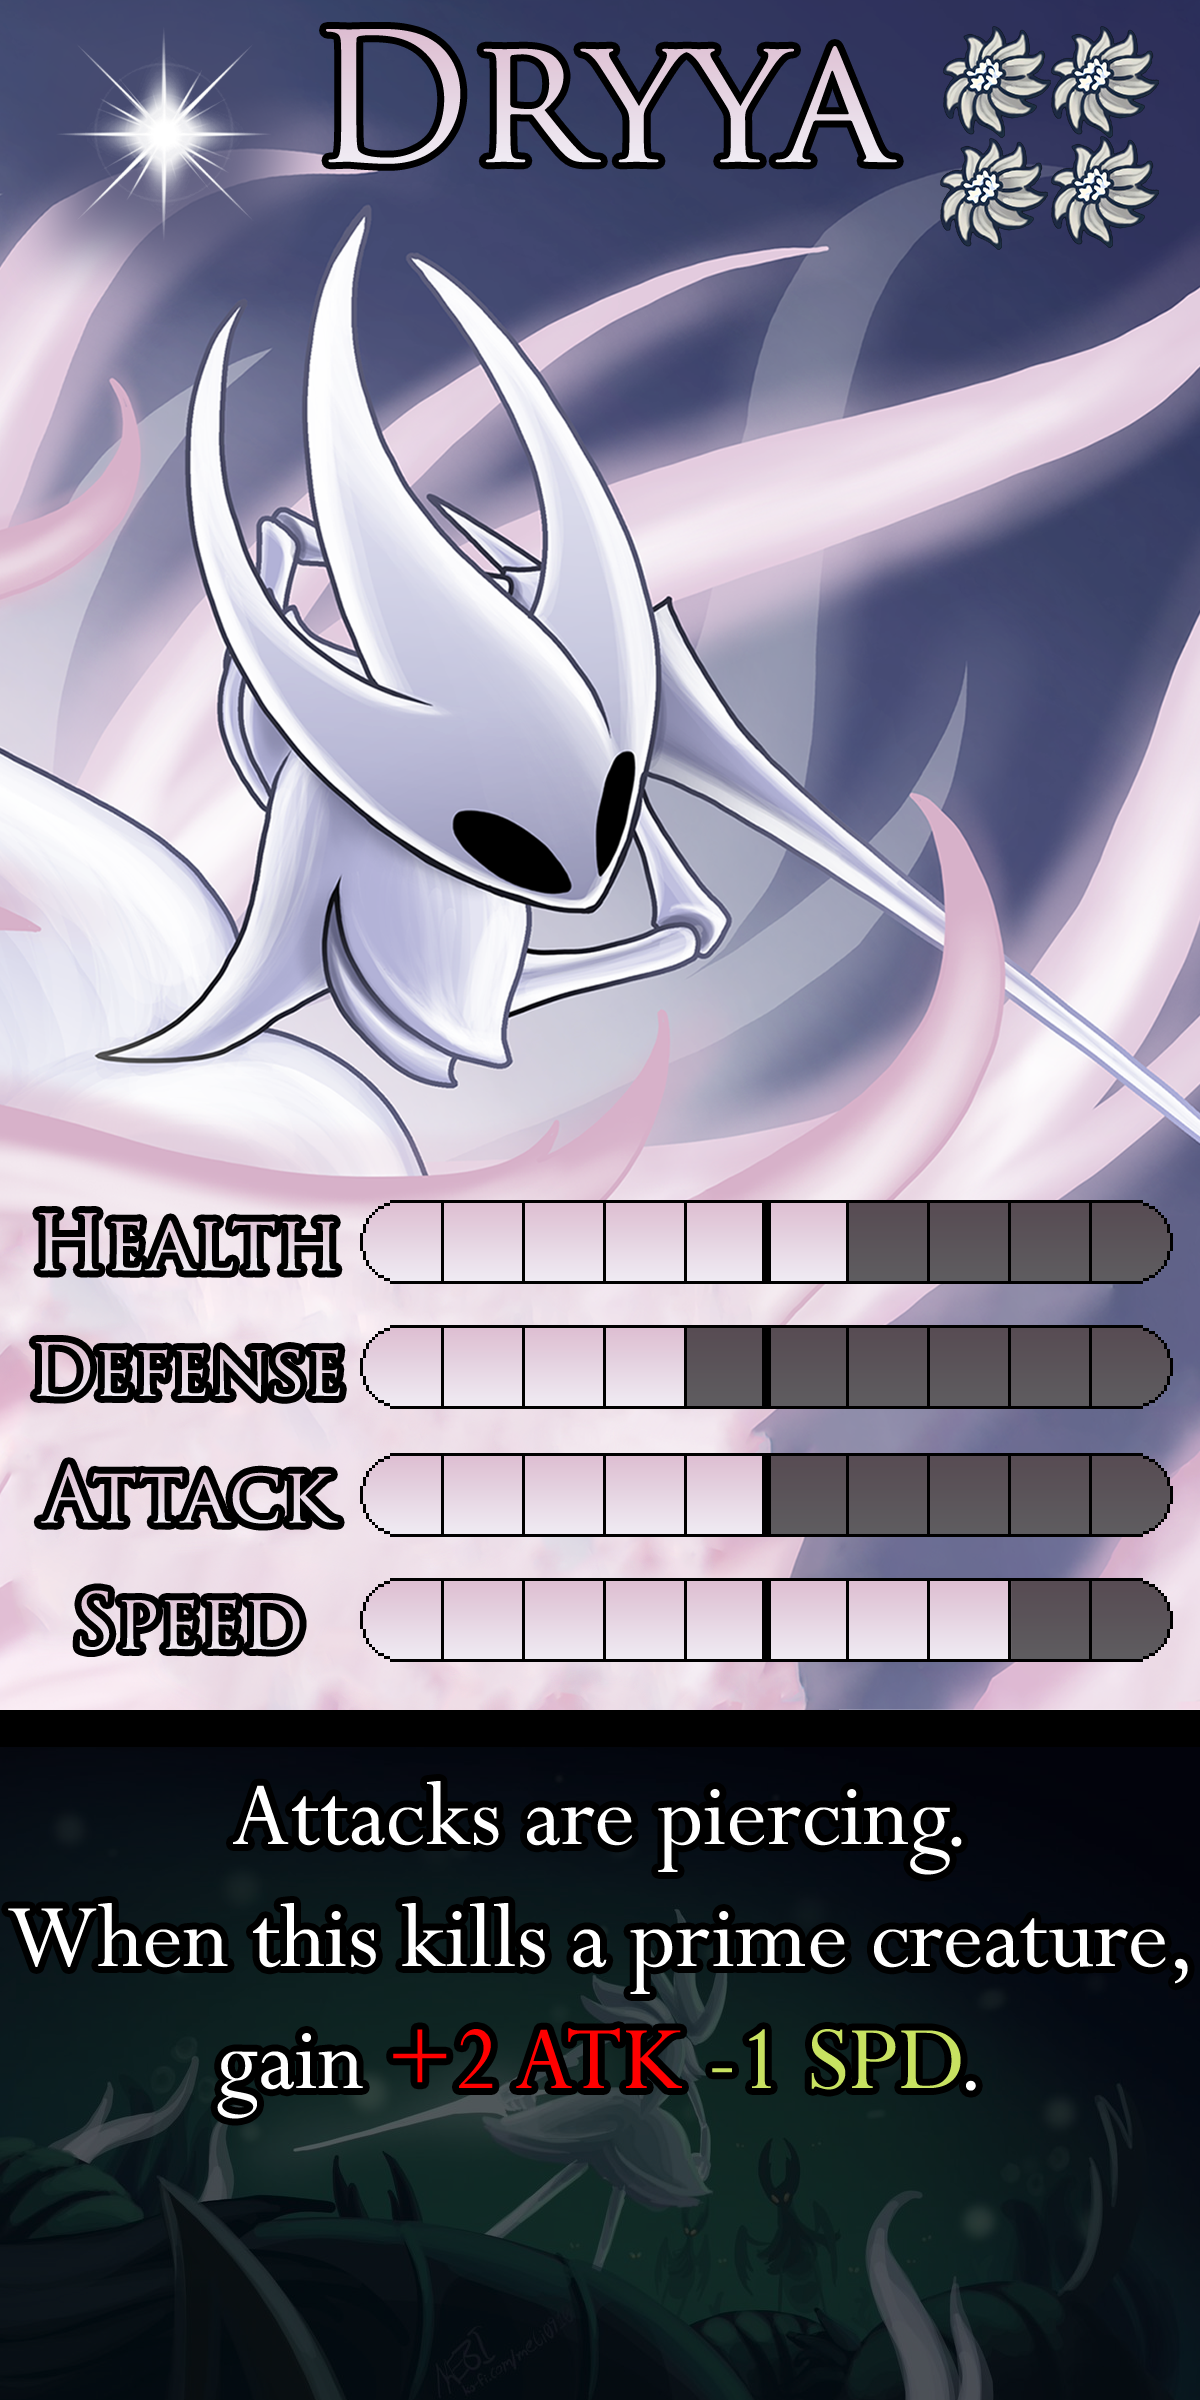 Dryya
Health
Defense
Attack
Speed
Attacks are piercing.
When this kills a prime creature,
gain +2 ATK -1 SPD.